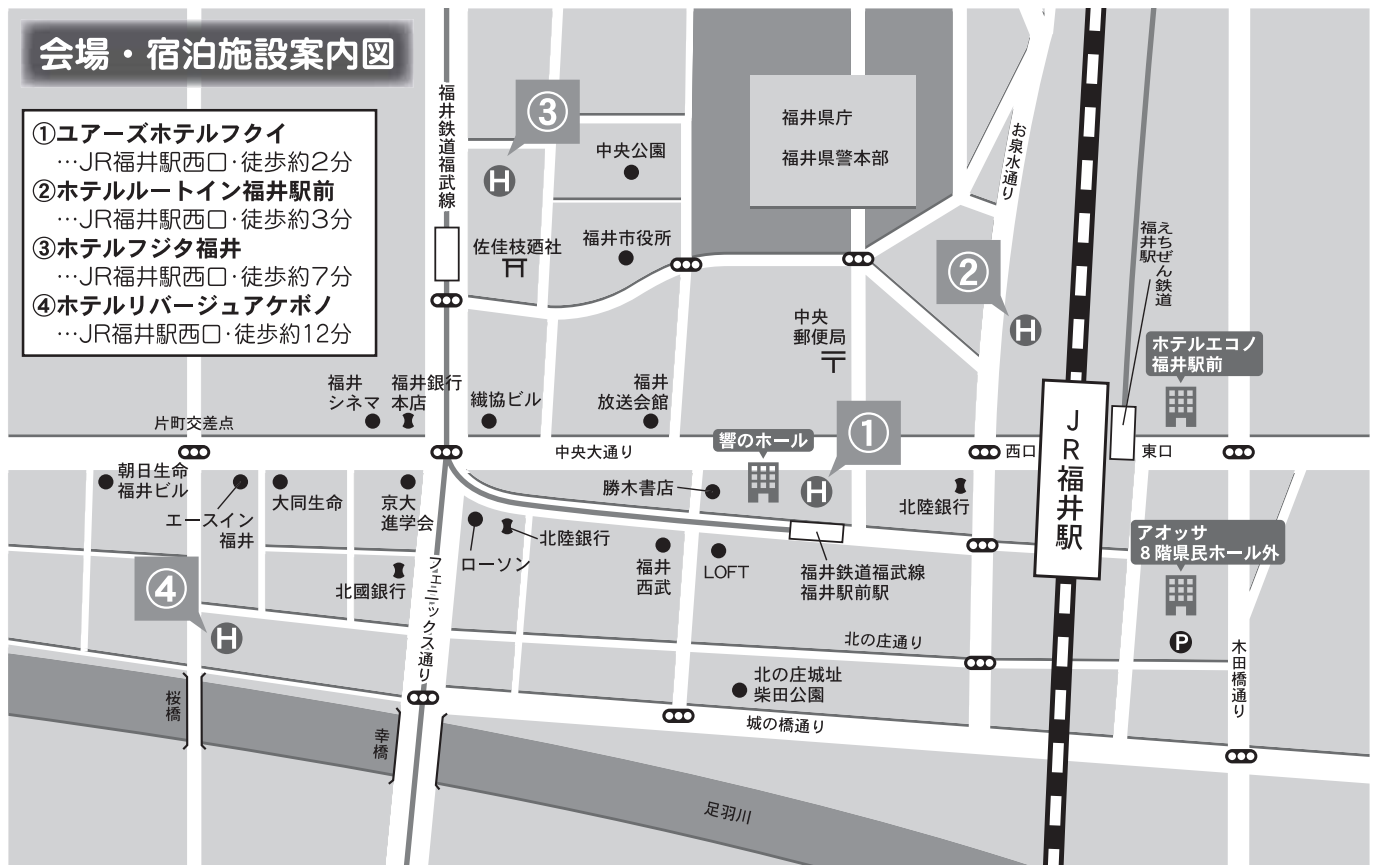 会場・宿泊施設案内図
①ユアーズホテルフクイ
…JR福井駅西口・徒歩約2分
②ホテルルートイン福井駅前
…JR福井駅西口・徒歩約3分
③ホテルフジタ福井
…JR福井駅西口・徒歩約7分
④ホテルリバージュアケボノ
…JR福井駅西口・徒歩約12分
福井鉄道福武線
③
H
中央公園
福井県庁
福井県警本部
お泉水通り
佐佳枝廼社
福井市役所
②
H
えちぜん鉄道
福井駅
中央
郵便局
ホテルエコノ
福井駅前
福井
シネマ
福井銀行
本店
繊協ビル
福井
放送会館
片町交差点
中央大通り
響のホール
①
H
西口
JR福井駅
東口
朝日生命
福井ビル
エースイン
福井
大同生命
京大
進学会
勝木書店
北陸銀行
ローソン
北陸銀行
福井
西武
LOFT
福井鉄道福武線
福井駅前駅
アオッサ
8階県民ホール外
P
④
H
北國銀行
フェニックス通り
北の庄通り
木田橋通り
北の庄城址
柴田公園
城の橋通り
桜橋
幸橋
足羽川